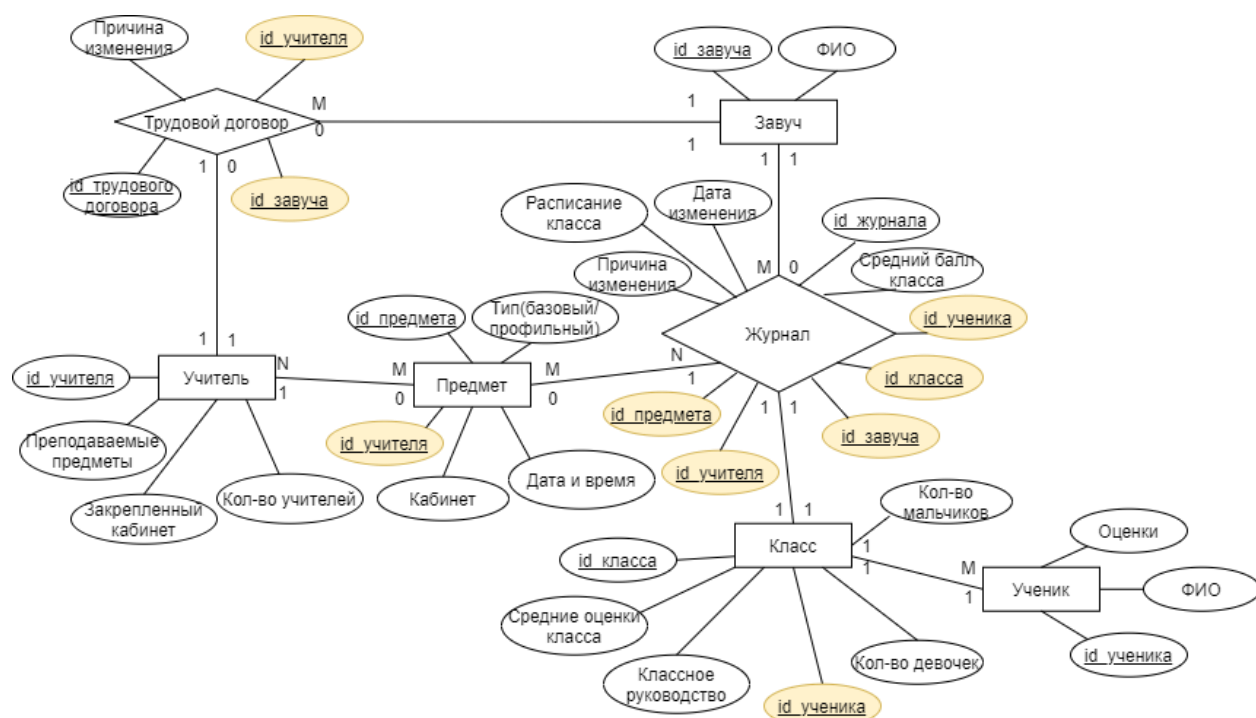 Причина
изменения
id_учителя
id_завуча
ФИО
M
0
1
1
Трудовой договор
Завуч
1
0
1
1
id_трудового
договора
id_завуча
Расписание
класса
Дата
изменения
id_журнала
Причина
изменения
M
0
Средний балл
класса
id_предмета
Тип(базовый/
профильный)
id_ученика
Журнал
1
1
N
1
M
0
M
0
N
1
id_учителя
Учитель
Предмет
id_класса
id_предмета
1
1
id_завуча
id_учителя
id_учителя
Преподаваемые
предметы
Закрепленный
кабинет
Кол-во учителей
Кабинет
Дата и время
Кол-во
мальчиков
1
1
Класс
1
1
M
1
Оценки
id_класса
Ученик
ФИО
Средние оценки
класса
Классное
руководство
id_ученика
Кол-во девочек
id_ученика